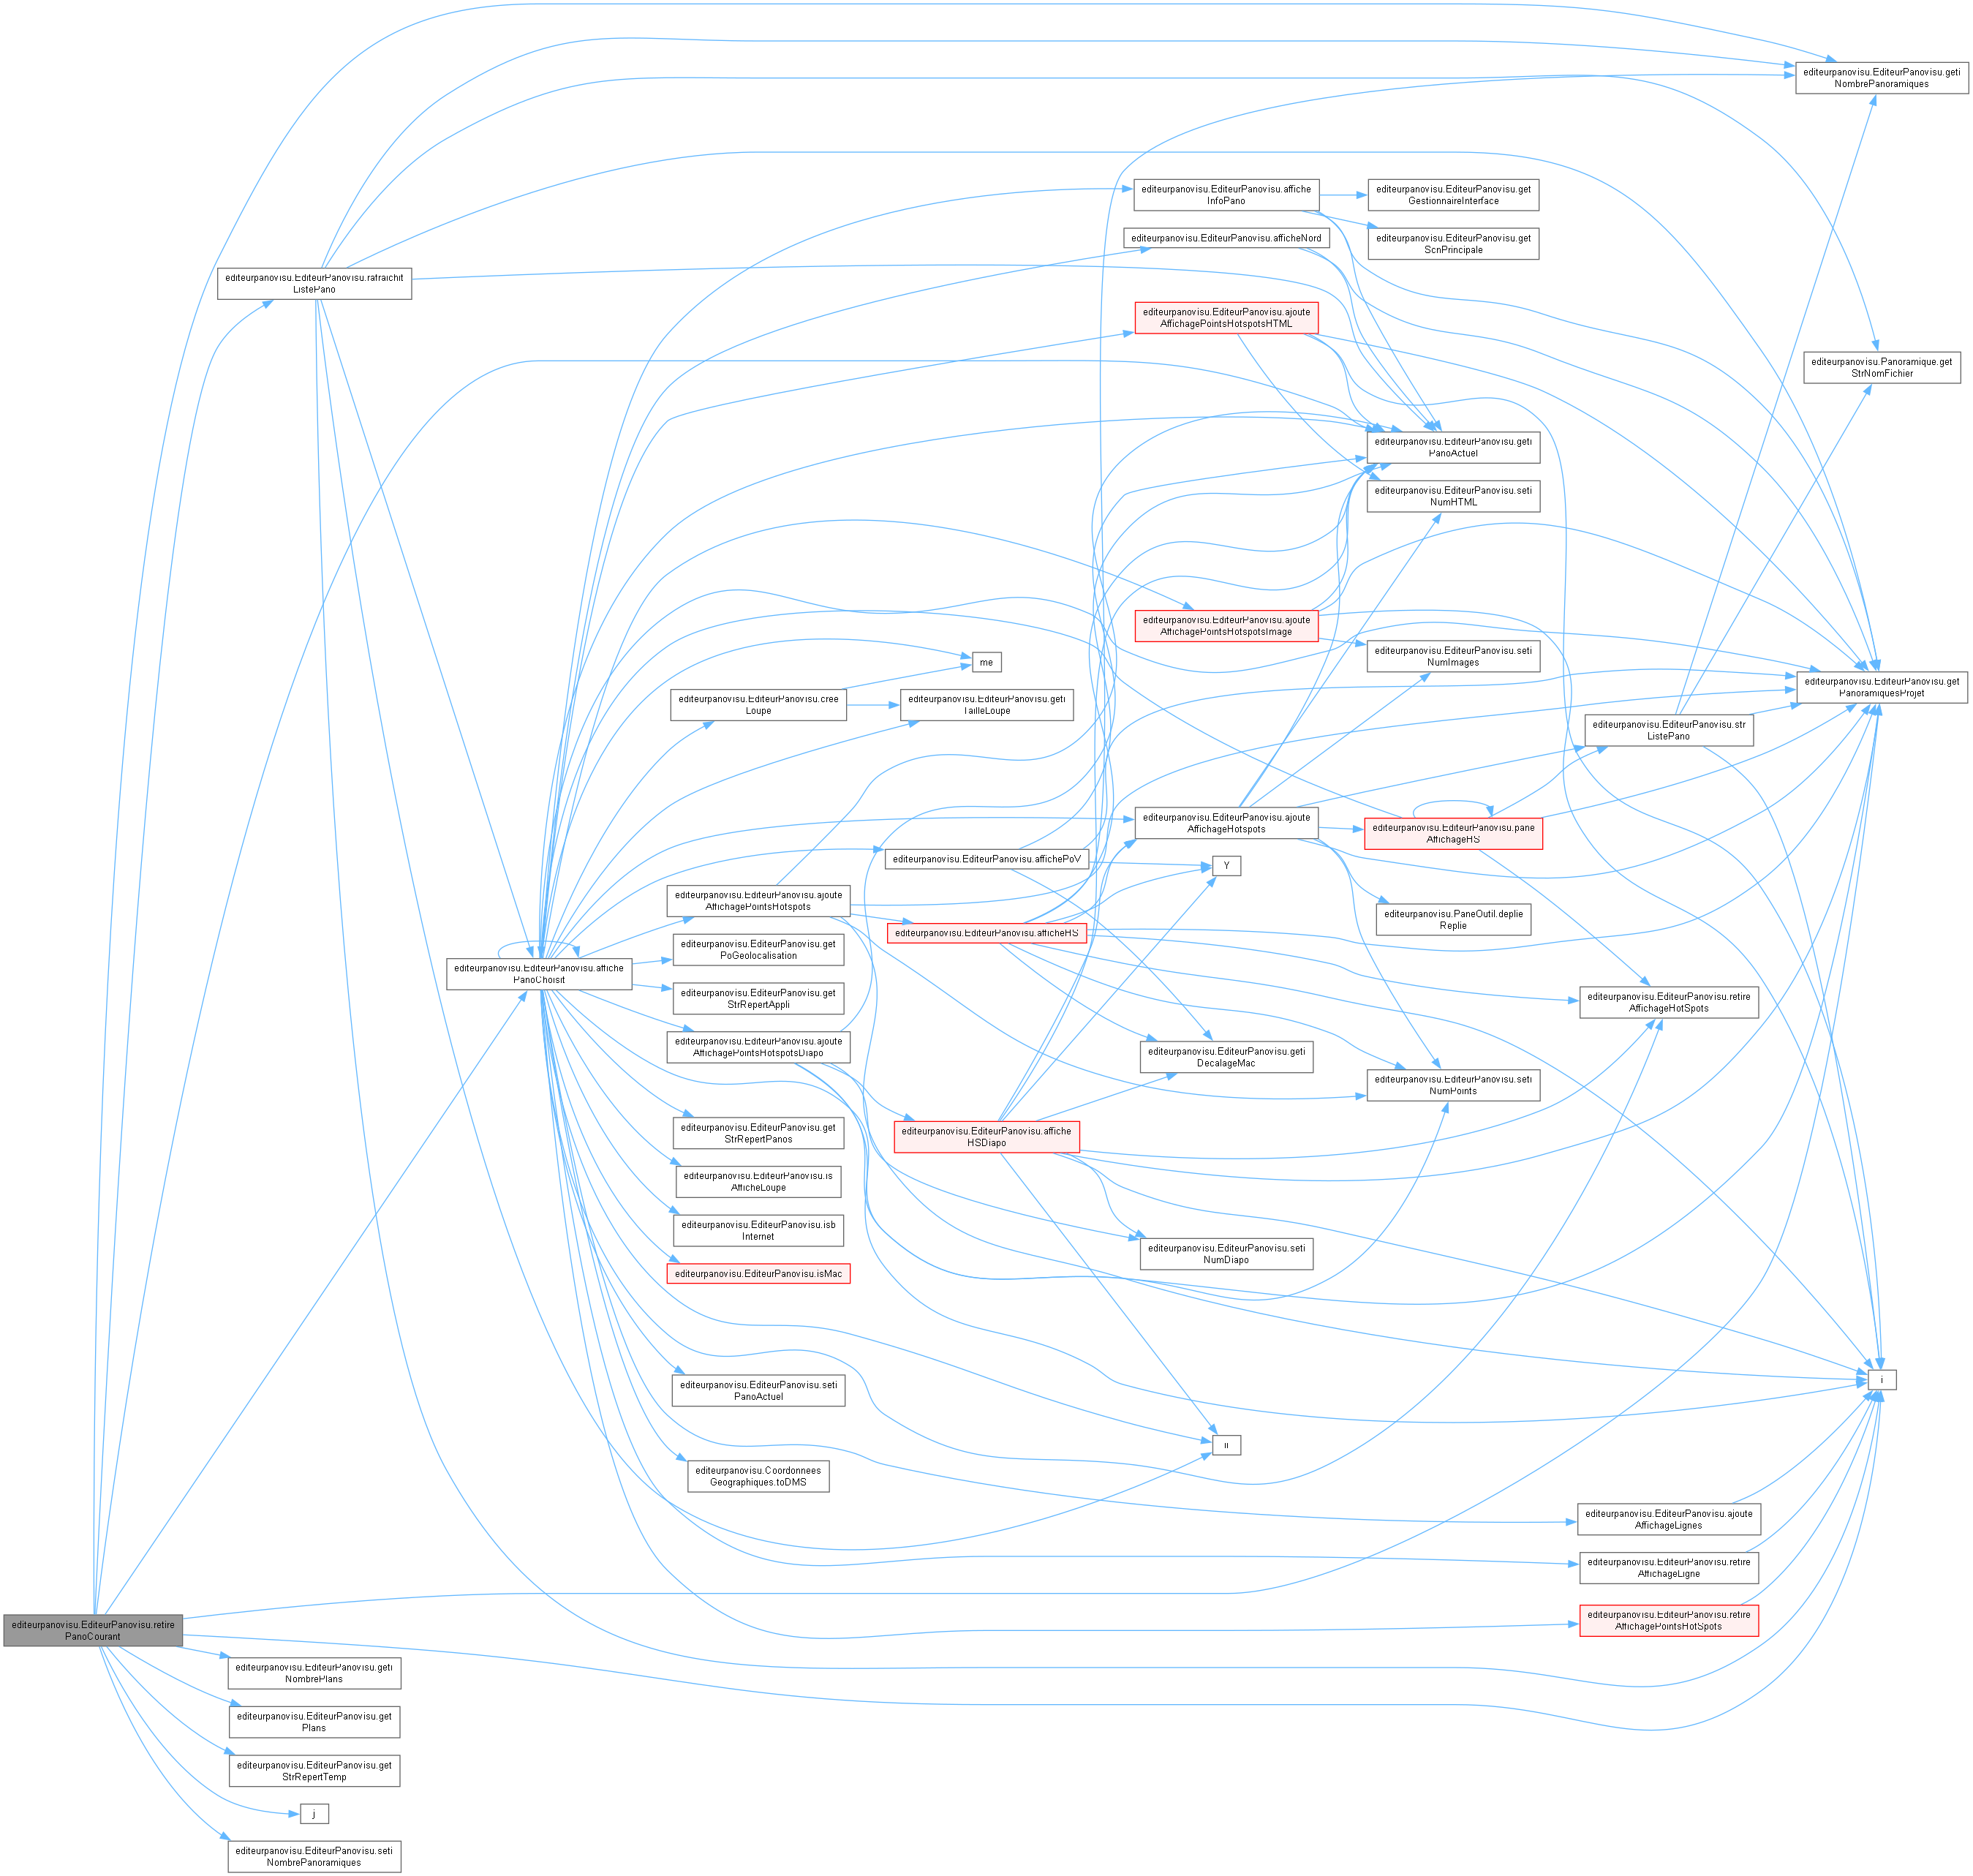 editeurpanovisu.EditeurPanovisu.geti
NombrePanoramiques
editeurpanovisu.EditeurPanovisu.affiche
InfoPano
editeurpanovisu.EditeurPanovisu.get
GestionnaireInterface
editeurpanovisu.EditeurPanovisu.afficheNord
editeurpanovisu.EditeurPanovisu.get
ScnPrincipale
editeurpanovisu.EditeurPanovisu.rafraichit
ListePano
editeurpanovisu.EditeurPanovisu.ajoute
AffichagePointsHotspotsHTML
editeurpanovisu.Panoramique.get
StrNomFichier
editeurpanovisu.EditeurPanovisu.geti
PanoActuel
editeurpanovisu.EditeurPanovisu.seti
NumHTML
editeurpanovisu.EditeurPanovisu.ajoute
AffichagePointsHotspotsImage
editeurpanovisu.EditeurPanovisu.seti
NumImages
me
editeurpanovisu.EditeurPanovisu.get
PanoramiquesProjet
editeurpanovisu.EditeurPanovisu.cree
Loupe
editeurpanovisu.EditeurPanovisu.geti
TailleLoupe
editeurpanovisu.EditeurPanovisu.str
ListePano
editeurpanovisu.EditeurPanovisu.ajoute
AffichageHotspots
editeurpanovisu.EditeurPanovisu.pane
AffichageHS
editeurpanovisu.EditeurPanovisu.affichePoV
Y
editeurpanovisu.EditeurPanovisu.ajoute
AffichagePointsHotspots
editeurpanovisu.PaneOutil.deplie
Replie
editeurpanovisu.EditeurPanovisu.afficheHS
editeurpanovisu.EditeurPanovisu.get
PoGeolocalisation
editeurpanovisu.EditeurPanovisu.affiche
PanoChoisit
editeurpanovisu.EditeurPanovisu.get
StrRepertAppli
editeurpanovisu.EditeurPanovisu.retire
AffichageHotSpots
editeurpanovisu.EditeurPanovisu.ajoute
AffichagePointsHotspotsDiapo
editeurpanovisu.EditeurPanovisu.geti
DecalageMac
editeurpanovisu.EditeurPanovisu.seti
NumPoints
editeurpanovisu.EditeurPanovisu.get
StrRepertPanos
editeurpanovisu.EditeurPanovisu.affiche
HSDiapo
editeurpanovisu.EditeurPanovisu.is
AfficheLoupe
editeurpanovisu.EditeurPanovisu.isb
Internet
editeurpanovisu.EditeurPanovisu.seti
NumDiapo
editeurpanovisu.EditeurPanovisu.isMac
editeurpanovisu.EditeurPanovisu.seti
PanoActuel
i
ii
editeurpanovisu.Coordonnees
Geographiques.toDMS
editeurpanovisu.EditeurPanovisu.ajoute
AffichageLignes
editeurpanovisu.EditeurPanovisu.retire
AffichageLigne
editeurpanovisu.EditeurPanovisu.retire
AffichagePointsHotSpots
editeurpanovisu.EditeurPanovisu.retire
PanoCourant
editeurpanovisu.EditeurPanovisu.geti
NombrePlans
editeurpanovisu.EditeurPanovisu.get
Plans
editeurpanovisu.EditeurPanovisu.get
StrRepertTemp
j
editeurpanovisu.EditeurPanovisu.seti
NombrePanoramiques